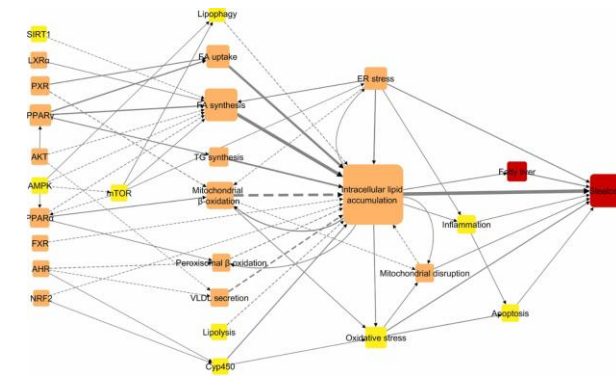 Lipophagy
SIRT1
LXRα
PXR
PPARγ
AKT
AMPK
PPARα
FXR
AHR
NRF2
mTOR
FA uptake
FA synthesis
TG synthesis
Mitochondrial
β-oxidation
Peroxisomal β-oxidation
VLDL secretion
Lipolysis
Cyp450
ER stress
Intracellular lipid
accumulation
Fatty liver
Inflammation
Mitochondrial disruption
Apoptosis
Oxidative stress